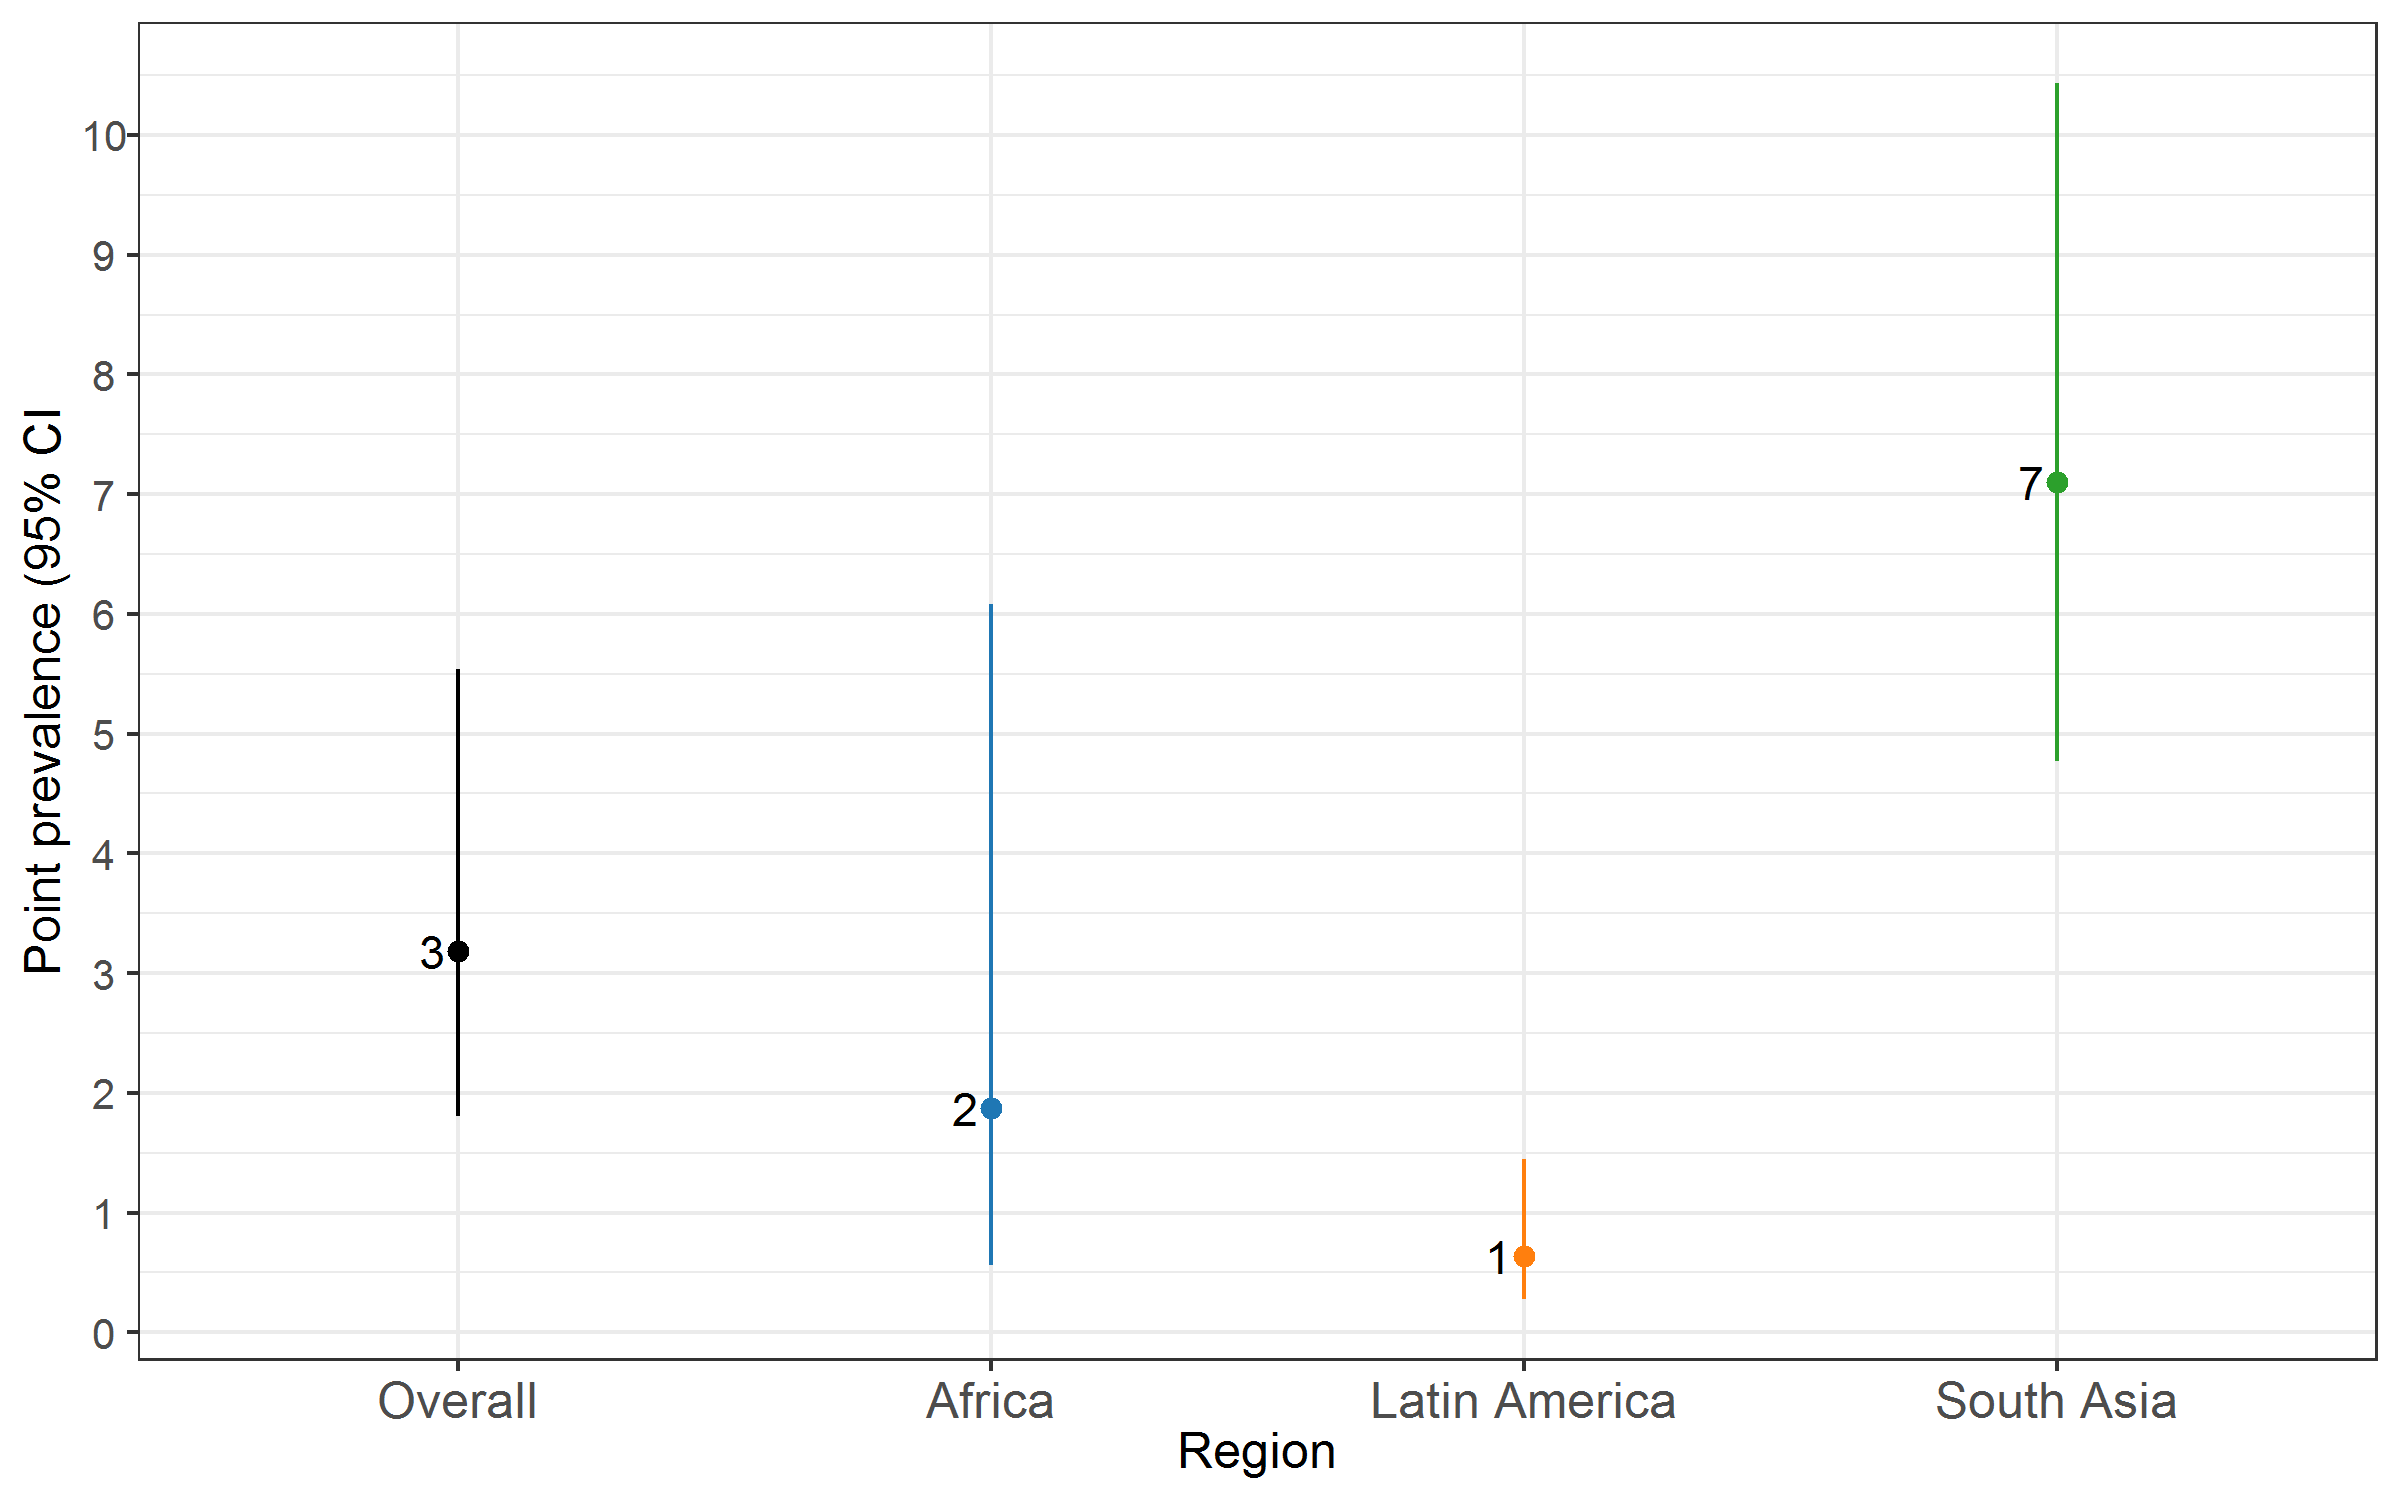 Point prevalence (95% CI
10
9
8
7
6
5
4
3
2
1
0
3
2
1
7
Overall
Africa
Latin America
South Asia
Region